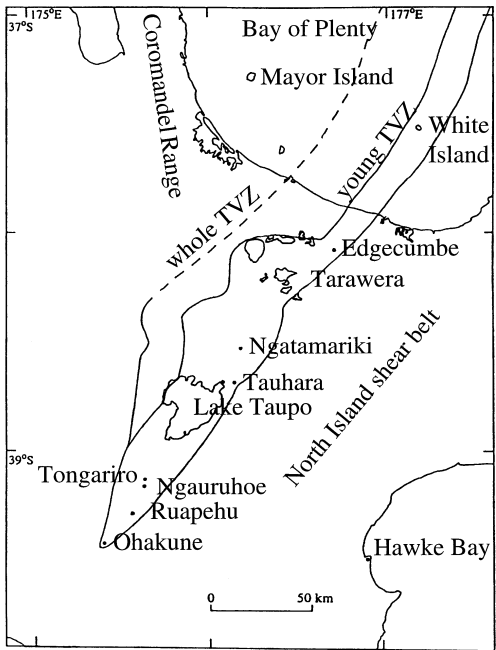 175°E
177°E
37°S
Bay of Plenty
Coromandel Range
Mayor Island
young TVZ
White
Island
whole TVZ
Edgecumbe
Tarawera
Ngatamariki
Tauhara
Lake Taupo
North Island shear belt
39°S
Tongariro
Ngauruhoe
Ruapehu
Ohakune
Hawke Bay
0 50 km